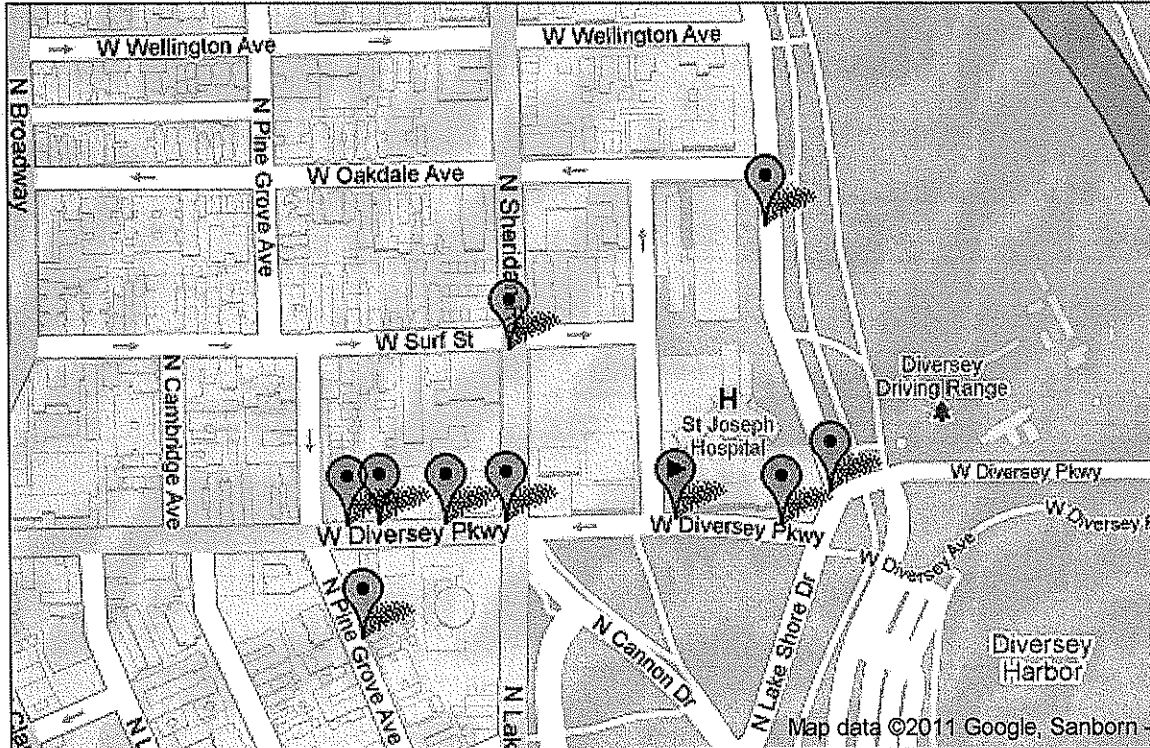 W Wellington Ave
W Wellington Ave
N Broadway
N Pine Grove Ave
W Oakdale Ave
N Sheridan
W Surf St
N Cambridge Ave
Diversey
Driving Range
H
St Joseph
Hospital
W Diversey Pkwy
W Diversey Pkwy
W Diversey Pkwy
W Diversey
W Diversey Ave
N Pine Grove Ave
N Cannon Dr
N Lake Shore Dr
Diversey
Harbor
N Lak
Map data ©2011 Google, Sanborn -